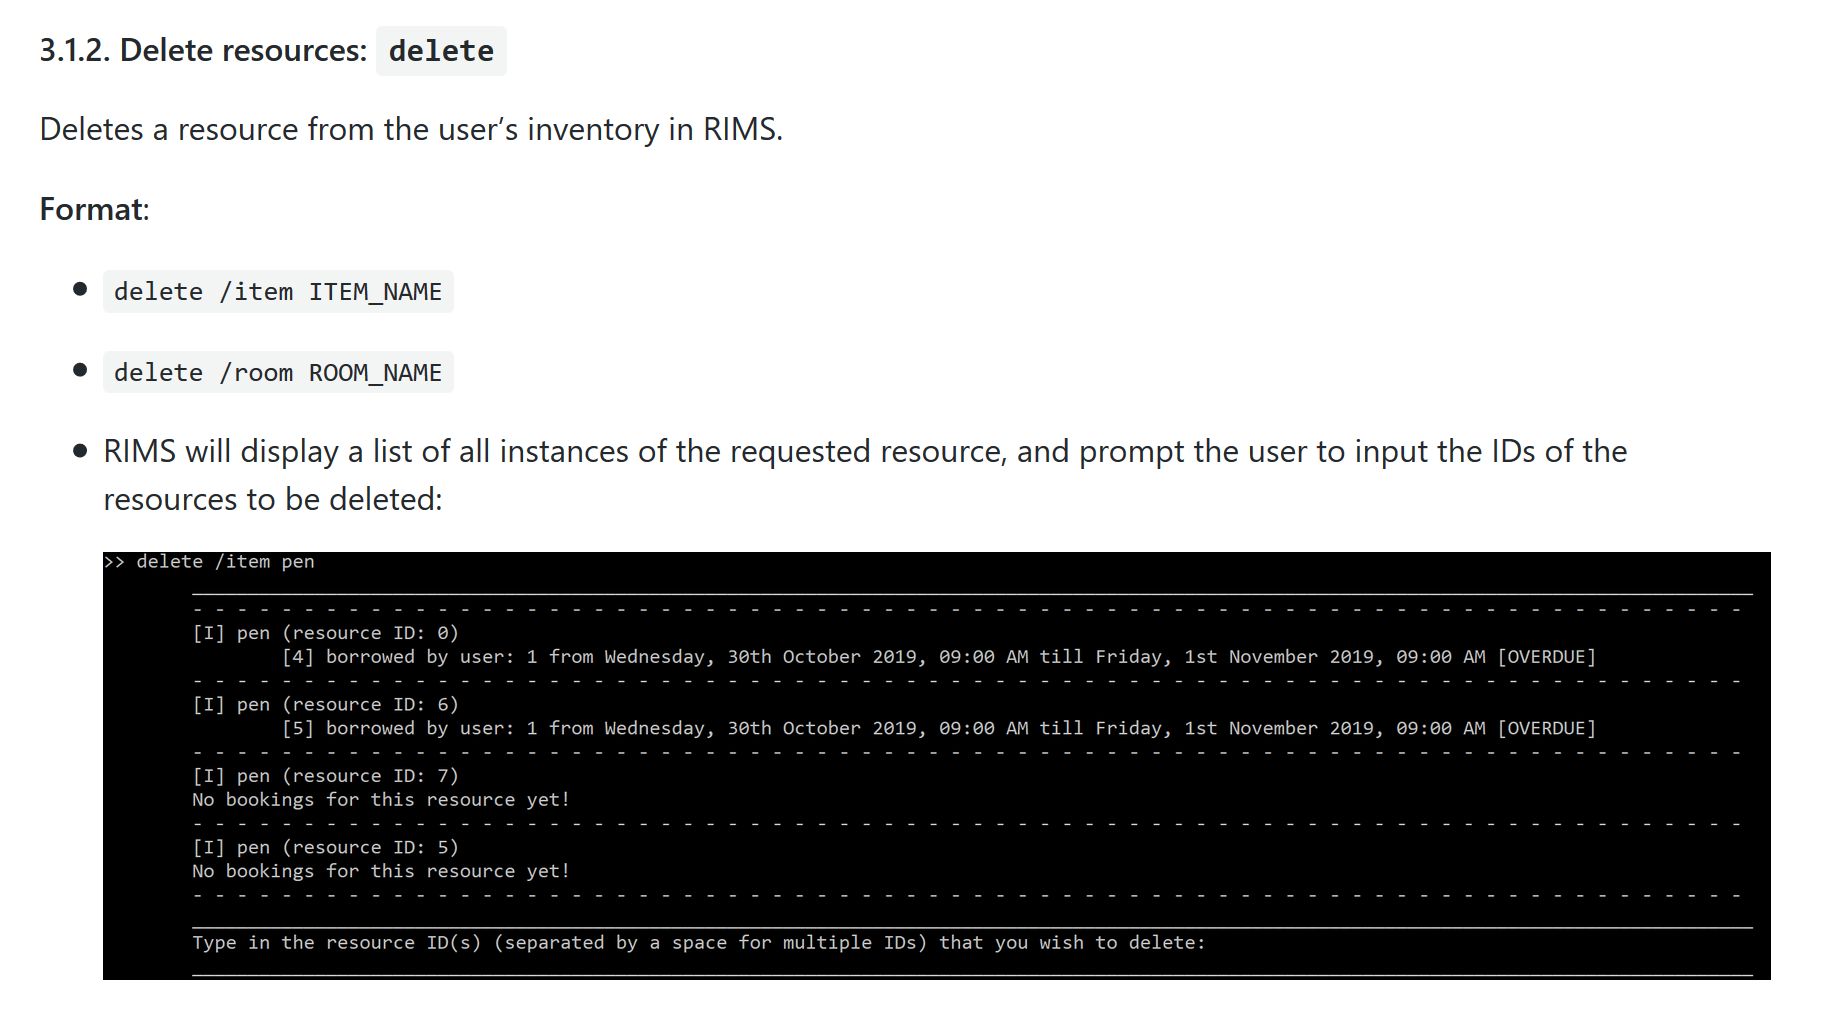 3.1.2. Delete resources: delete
Deletes a resource from the user’s inventory in RIMS.
Format:
delete /item ITEM_NAME
delete /room ROOM_NAME
RIMS will display a list of all instances of the requested resource, and prompt the user to input the IDs of the
resources to be deleted:
>> delete /item pen
[I] pen (resource ID: 0)
[4] borrowed by user: 1 from Wednesday, 30th October 2019, 09:00 AM till Friday, 1st November 2019, 09:00 AM [OVERDUE]
[I] pen (resource ID: 6)
[5] borrowed by user: 1 from Wednesday, 30th October 2019, 09:00 AM till Friday, 1st November 2019, 09:00 AM [OVERDUE]
[I] pen (resource ID: 7)
No bookings for this resource yet!
[I] pen (resource ID: 5)
No bookings for this resource yet!
Type in the resource ID(s) (separated by a space for multiple IDs) that you wish to delete: